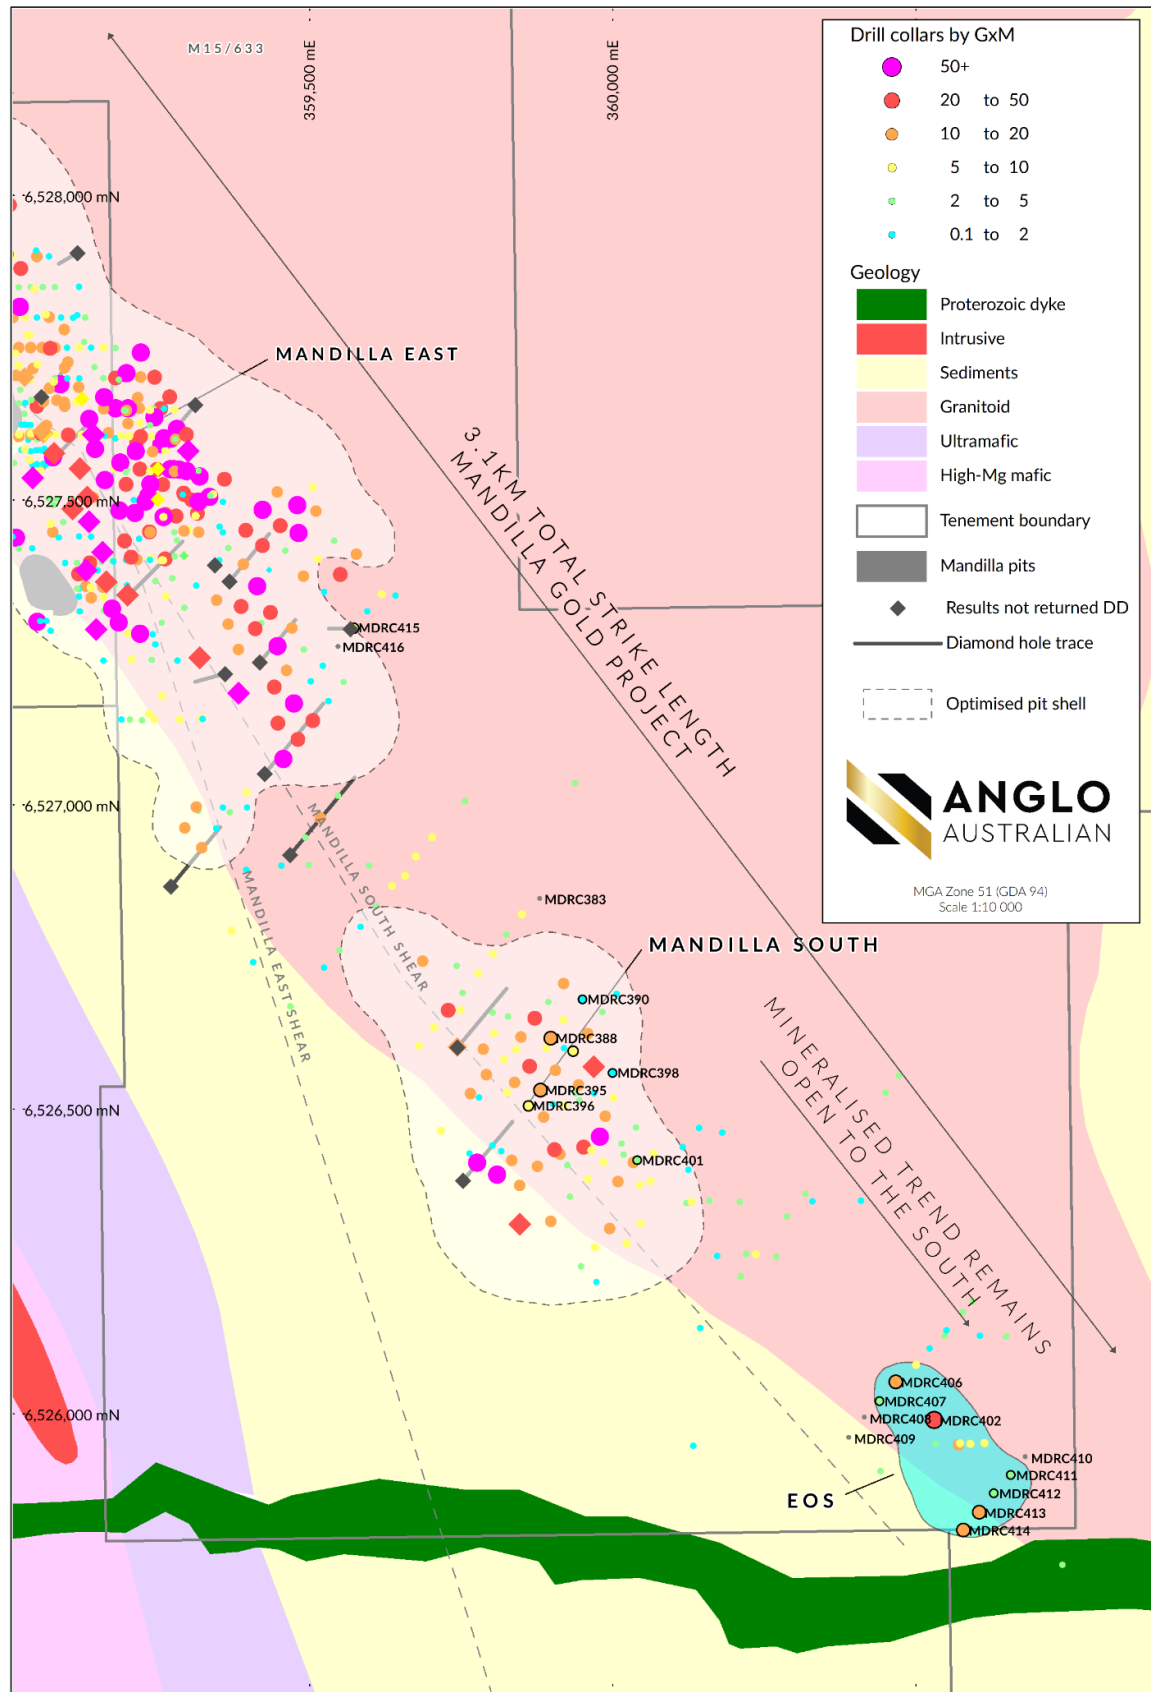 M15/633
359,500 mE
360,000 mE
6,528,000 mN
6,527,500 mN
6,527,000 mN
6,526,500 mN
6,526,000 mN
MANDILLA EAST
3.1KM TOTAL STRIKE LENGTH
MANDILLA GOLD PROJECT
MDRC415
MDRC416
MANDILLA SOUTH SHEAR
MANDILLA EAST SHEAR
MDRC383
MANDILLA SOUTH
MDRC390
MDRC388
MDRC398
MDRC395
MDRC396
MDRC401
MINERALISED TREND REMAINS
OPEN TO THE SOUTH
MDRC406
MDRC407
MDRC408
MDRC402
MDRC409
MDRC410
MDRC411
MDRC412
MDRC413
MDRC414
EOS
Drill collars by GxM
50+
20 to 50
10 to 20
5 to 10
2 to 5
0.1 to 2
Geology
Proterozoic dyke
Intrusive
Sediments
Granitoid
Ultramafic
High-Mg mafic
Tenement boundary
Mandilla pits
Results not returned DD
Diamond hole trace
Optimised pit shell
ANGLO
AUSTRALIAN
MGA Zone 51 (GDA 94)
Scale 1:10 000